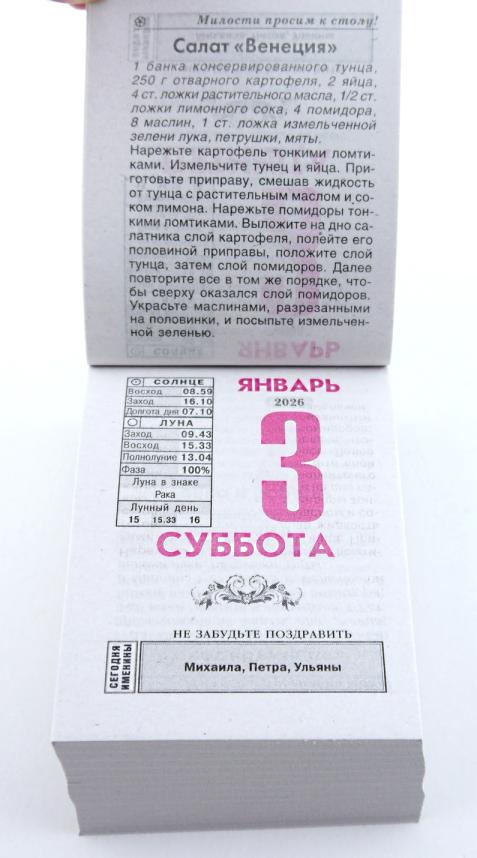 Милости просим к столу!
Салат «Венеция»
1 банка консервированного тунца,
250 г отварного картофеля, 2 яйца,
4 ст. ложки растительного масла, 1/2 ст.
ложки лимонного сока, 4 помидора,
8 маслин, 1 ст. ложка измельченной
зелени лука, петрушки, мяты.
Нарежьте картофель тонкими ломти-
ками. Измельчите тунец и яйца. При-
готовьте приправу, смешав жидкость
от тунца с растительным маслом и со-
ком лимона. Нарежьте помидоры тон-
кими ломтиками. Выложите на дно са-
латника слой картофеля, полейте его
половиной приправы, положите слой
тунца, затем слой помидоров. Далее
повторите все в том же порядке, что-
бы сверху оказался слой помидоров.
Украсьте маслинами, разрезанными
на половинки, и посыпьте измельчен-
ной зеленью.
СОЛНЦЕ
Восход 08.59
Заход 16.10
Долгота дня 07.10
ЛУНА
Заход 09.43
Восход 15.33
Полнолуние 13.04
Фаза 100%
Луна в знаке
Рака
Лунный день
15 15.33 16
ЯНВАРЬ
2026
3
СУББОТА
НЕ ЗАБУДЬТЕ ПОЗДРАВИТЬ
СЕГОДНЯ
ИМЕНИНЫ
Михаила, Петра, Ульяны